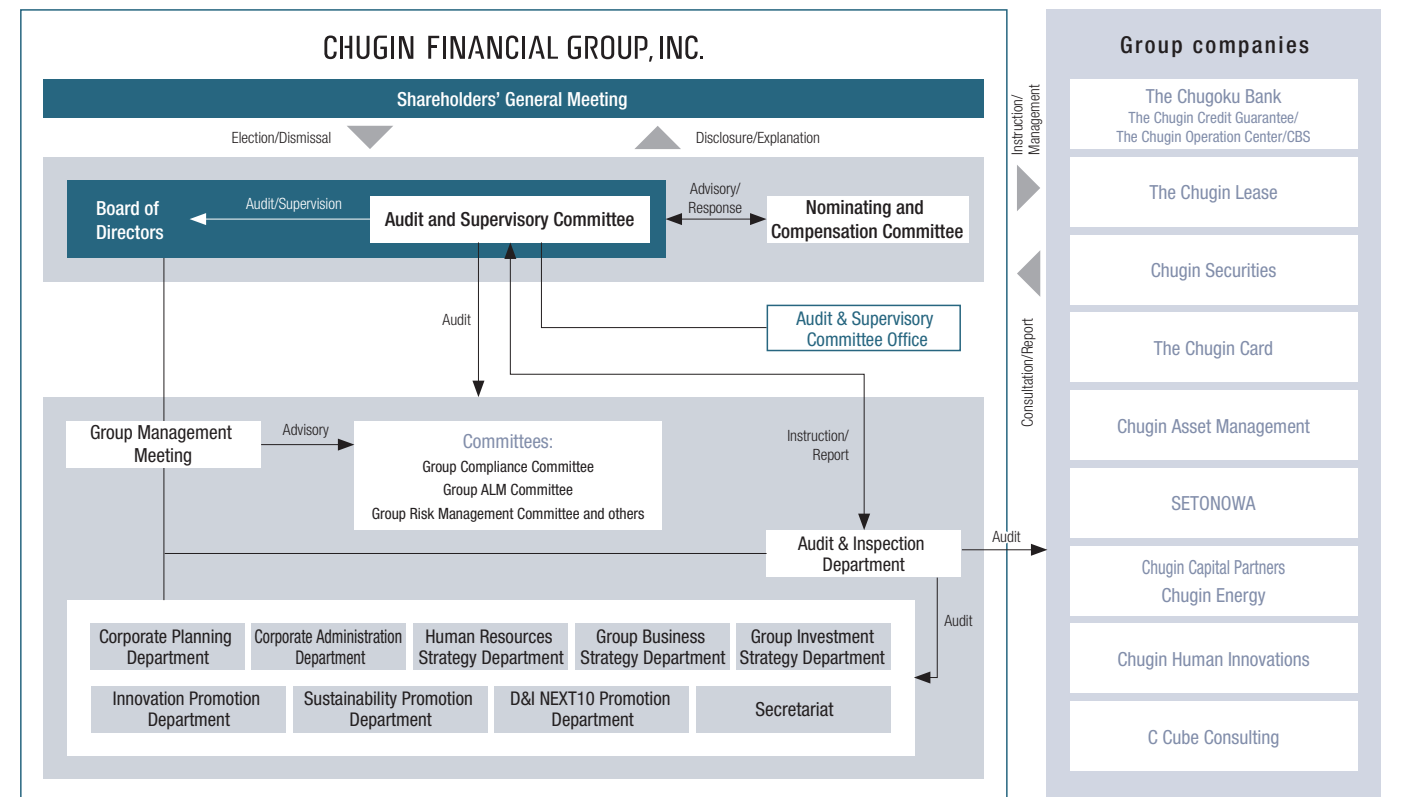 CHUGIN FINANCIAL GROUP, INC.
Shareholders’ General Meeting
Election/Dismissal
Disclosure/Explanation
Board of
Directors
Audit/Supervision
Audit and Supervisory Committee
Advisory/
Response
Nominating and
Compensation Committee
Audit
Audit & Supervisory
Committee Office
Group Management
Meeting
Advisory
Committees:
Group Compliance Committee
Group ALM Committee
Group Risk Management Committee and others
Instruction/
Report
Audit & Inspection
Department
Audit
Audit
Corporate Planning
Department
Corporate Administration
Department
Human Resources
Strategy Department
Group Business
Strategy Department
Group Investment
Strategy Department
Innovation Promotion
Department
Sustainability Promotion
Department
D&I NEXT10 Promotion
Department
Secretariat
Instruction/
Management
Consultation/Report
Group companies
The Chugoku Bank
The Chugin Credit Guarantee/
The Chugin Operation Center/CBS
The Chugin Lease
Chugin Securities
The Chugin Card
Chugin Asset Management
SETONOWA
Chugin Capital Partners
Chugin Energy
Chugin Human Innovations
C Cube Consulting